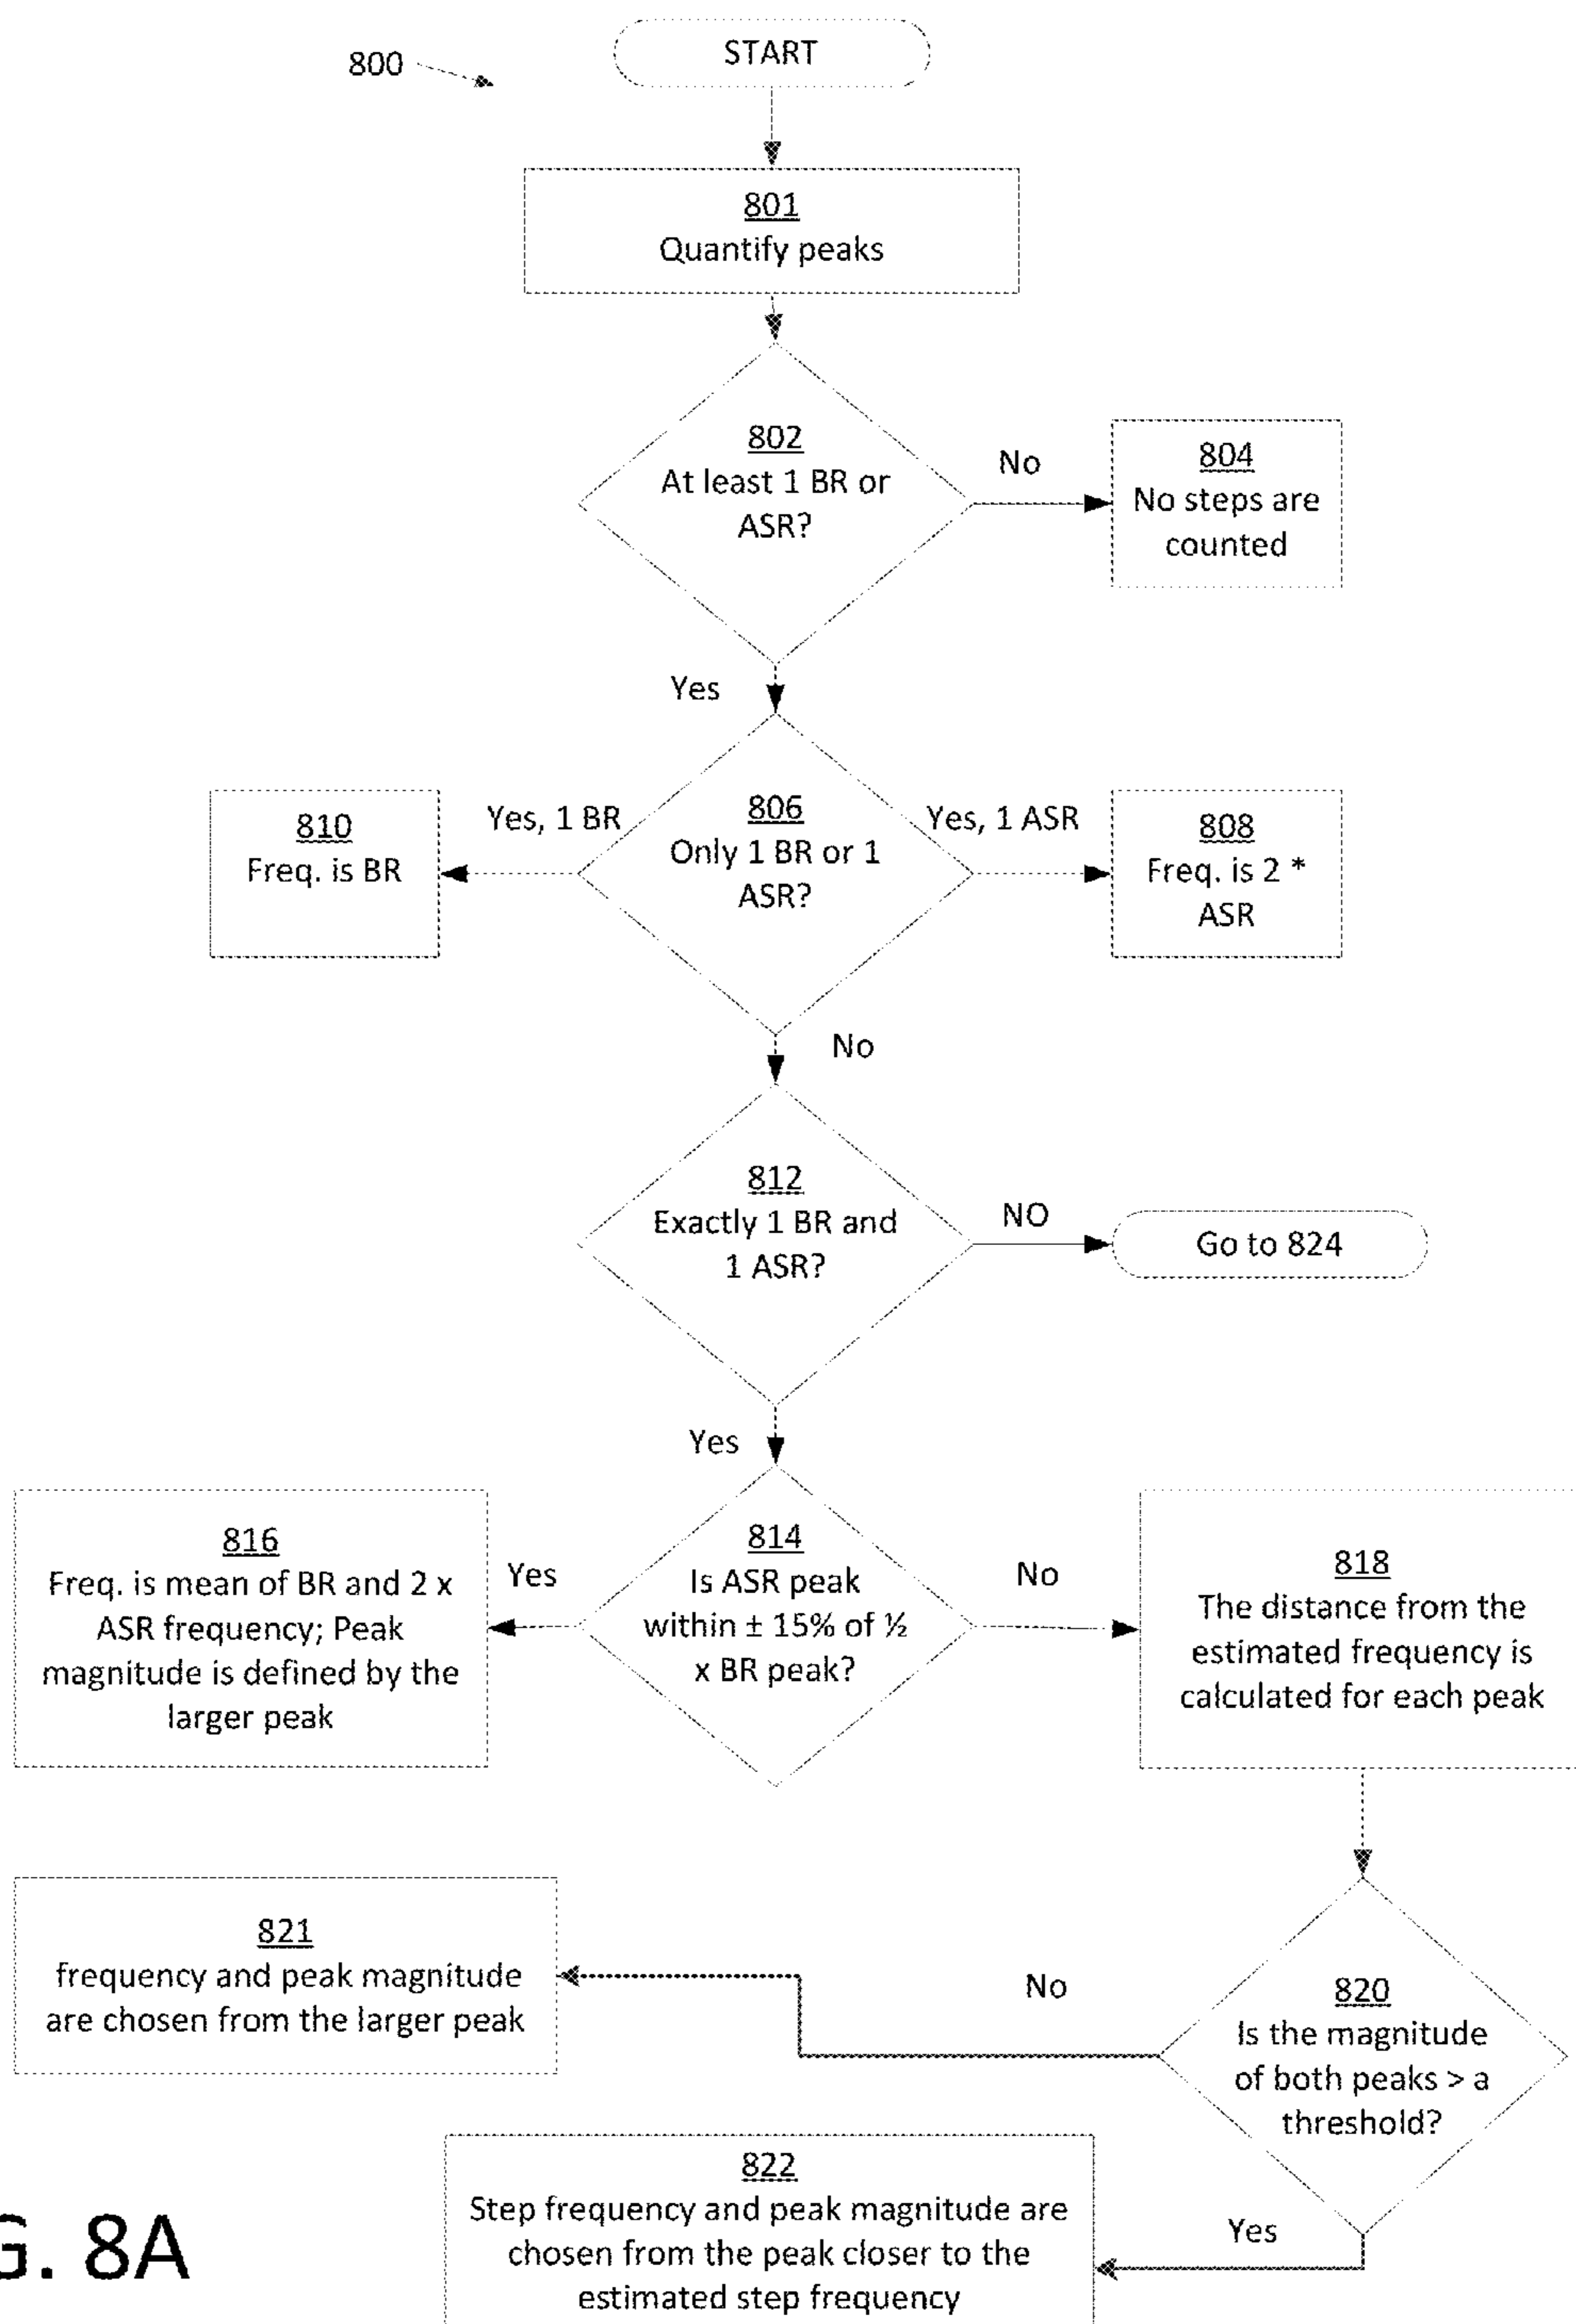 START
800
801
Quantify peaks
802
At least 1 BR or
ASR?
No
804
No steps are
counted
Yes
810
Freq. is BR
Yes, 1 BR
806
Only 1 BR or 1
ASR?
Yes, 1 ASR
808
Freq. is 2 *
ASR
No
812
Exactly 1 BR and
1 ASR?
NO
Go to 824
Yes
816
Freq. is mean of BR and 2 x
ASR frequency; Peak
magnitude is defined by the
larger peak
Yes
814
Is ASR peak
within ± 15% of ½
x BR peak?
No
818
The distance from the
estimated frequency is
calculated for each peak
821
frequency and peak magnitude
are chosen from the larger peak
No
820
Is the magnitude
of both peaks > a
threshold?
822
Step frequency and peak magnitude are
chosen from the peak closer to the
estimated step frequency
Yes
G. 8A